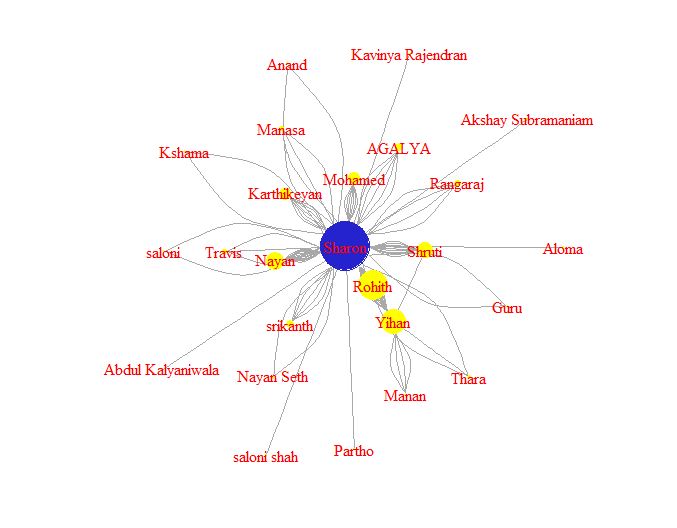 Kavinya Rajendran
Anand
Akshay Subramaniam
Manasa
AGALYA
Kshama
Mohamed
Rangaraj
Karthikeyan
Sharon
Aloma
saloni
Travis
Shruti
Nayan
Rohith
Guru
srikanth
Yihan
Abdul Kalyaniwala
Nayan Seth
Thara
Manan
Partho
saloni shah